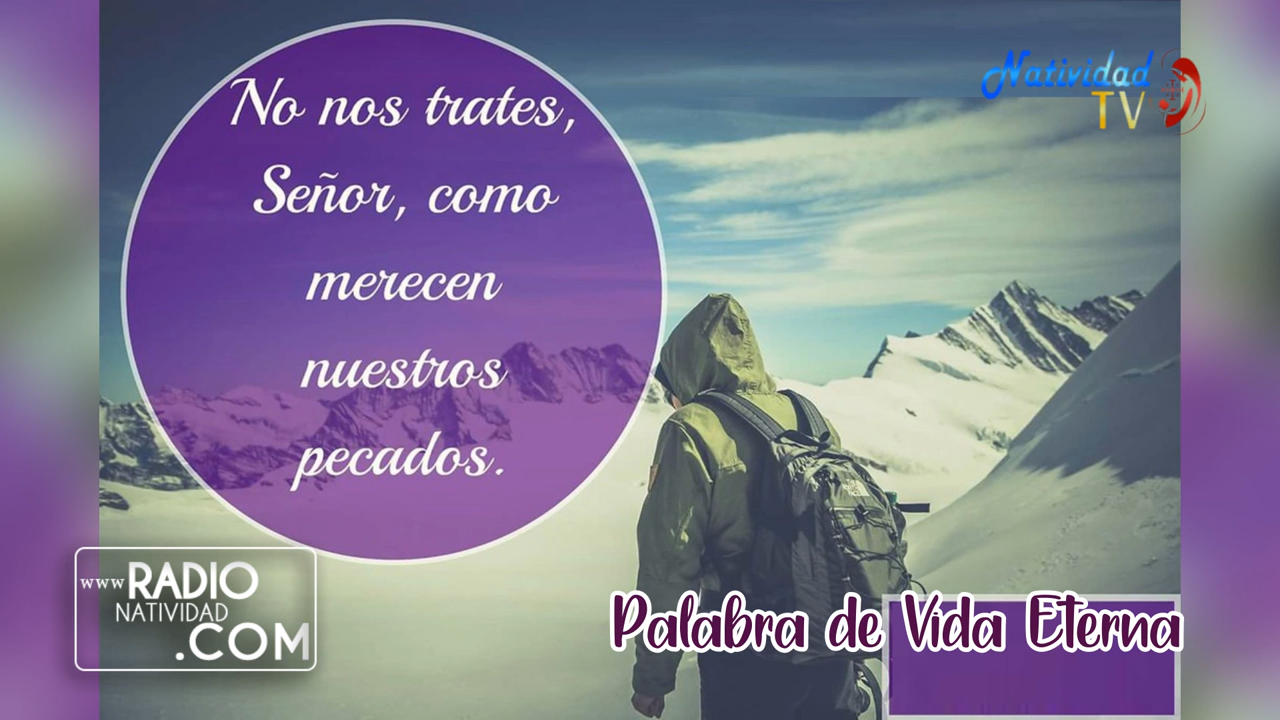 No nos trates,
Señor, como
merecen
nuestros
pecados.
Natividad
TV
www RADIO
NATIVIDAD
.COM
Palabra de Vida Eterna